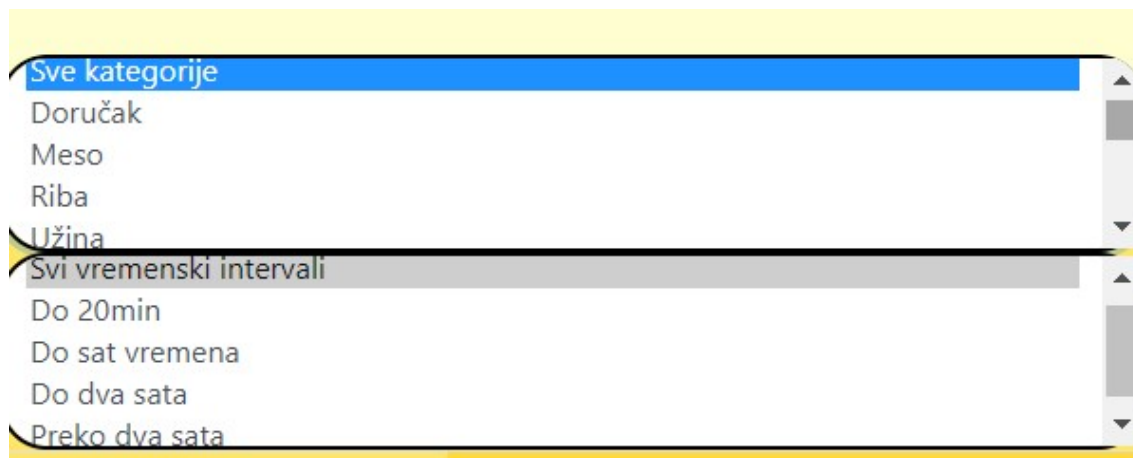 Sve kategorije
Doručak
Meso
Riba
Užina
Svi vremenski intervali
Do 20min
Do sat vremena
Do dva sata
Preko dva sata